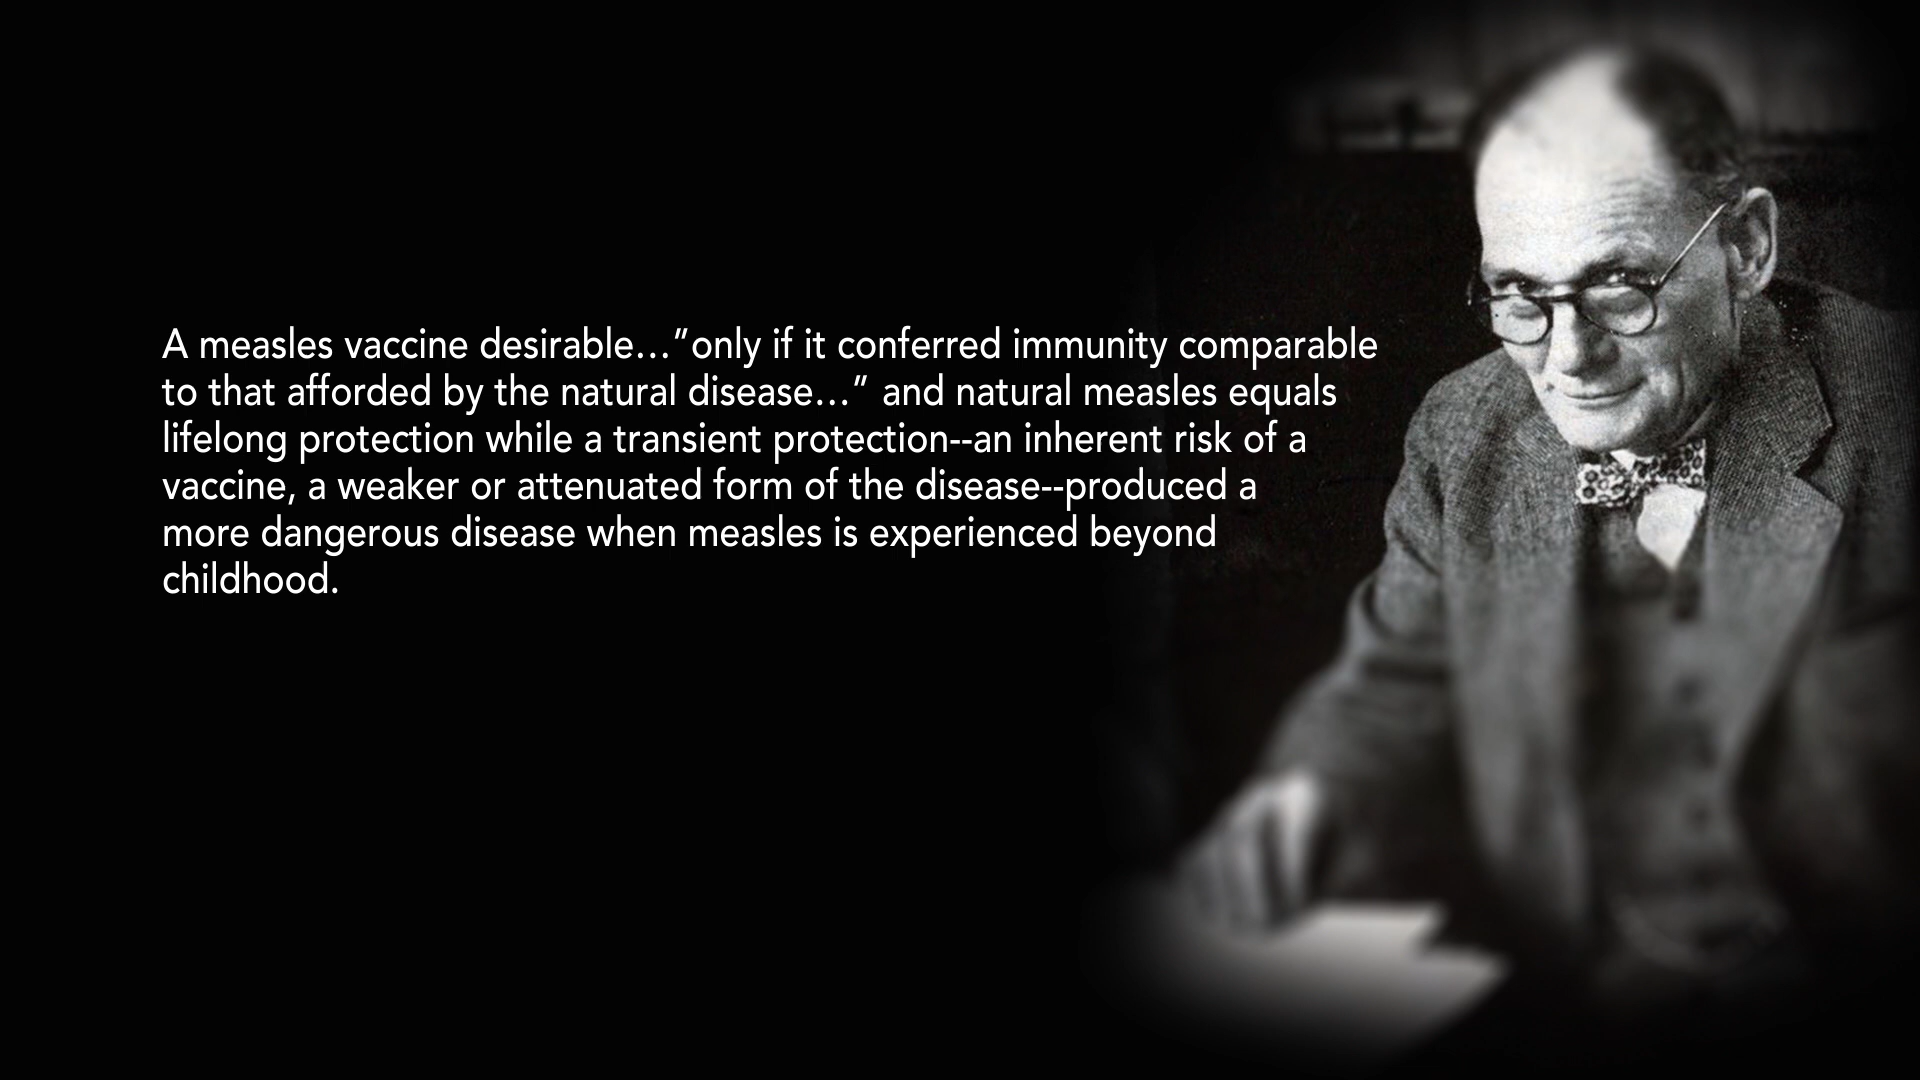 A measles vaccine desirable…”only if it conferred immunity comparable
to that afforded by the natural disease…” and natural measles equals
lifelong protection while a transient protection--an inherent risk of a
vaccine, a weaker or attenuated form of the disease--produced a
more dangerous disease when measles is experienced beyond
childhood.